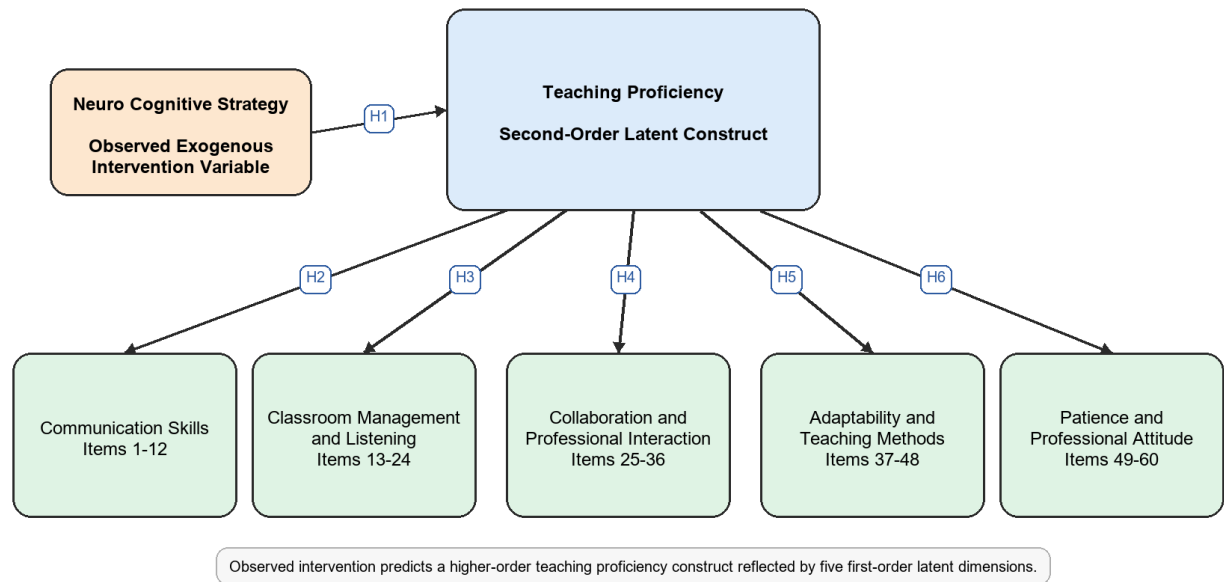 Neuro Cognitive Strategy
Observed Exogenous
Intervention Variable
H1
Teaching Proficiency
Second-Order Latent Construct
H2
H3
H4
H5
H6
Communication Skills
Items 1-12
Classroom Management
and Listening
Items 13-24
Collaboration and
Professional Interaction
Items 25-36
Adaptability and
Teaching Methods
Items 37-48
Patience and
Professional Attitude
Items 49-60
Observed intervention predicts a higher-order teaching proficiency construct reflected by five first-order latent dimensions.